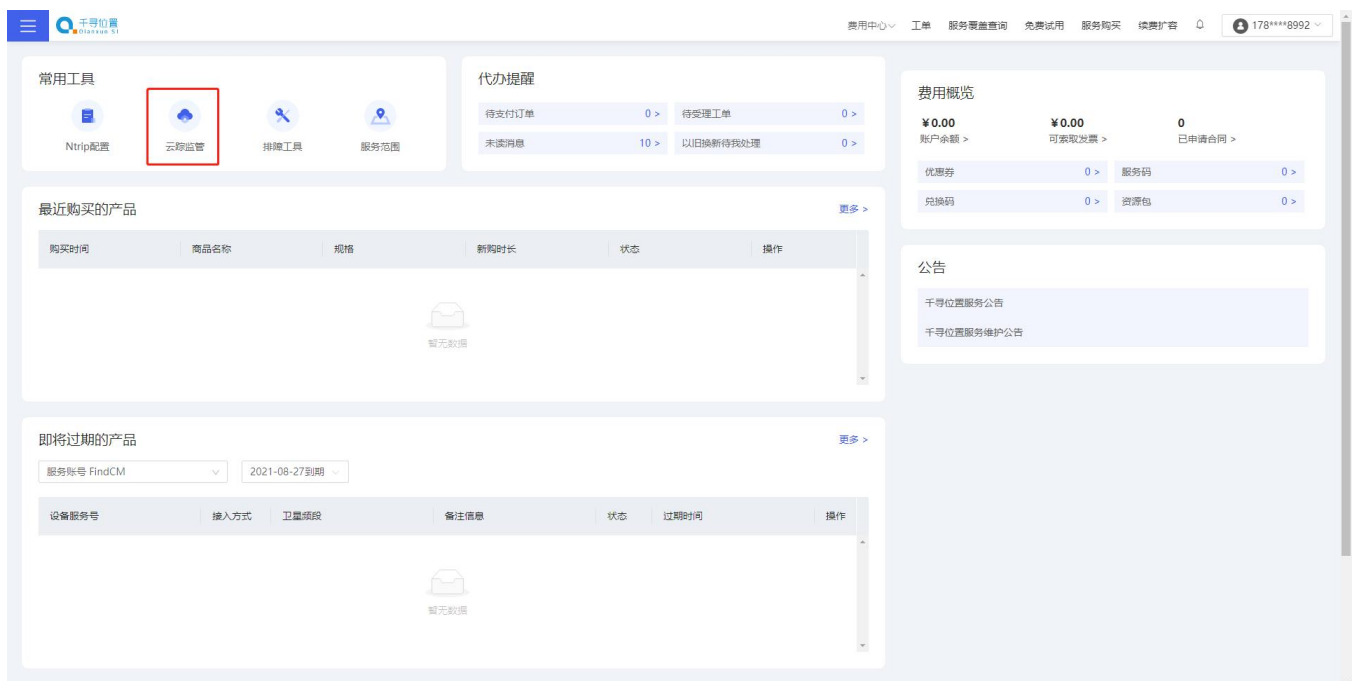 千寻位置
Qianxun SI
费用中心 工单 服务覆盖查询 免费试用 服务购买 续费扩容 178****8992
常用工具
Ntrip配置 云踪监管 排障工具 服务范围
代办提醒
待支付订单 0 > 待受理工单 0 >
未读消息 10 > 以旧换新待我处理 0 >
费用概览
¥0.00 ¥0.00 0
账户余额 > 可索取发票 > 已申请合同 >
优惠券 0 > 服务码 0 >
兑换码 0 > 资源包 0 >
最近购买的产品 更多 >
购买时间 商品名称 规格 新购时长 状态 操作
暂无数据
公告
千寻位置服务公告
千寻位置服务维护公告
即将过期的产品 更多 >
服务账号 FindCM 2021-08-27到期
设备服务号 接入方式 卫星频段 备注信息 状态 过期时间 操作
暂无数据